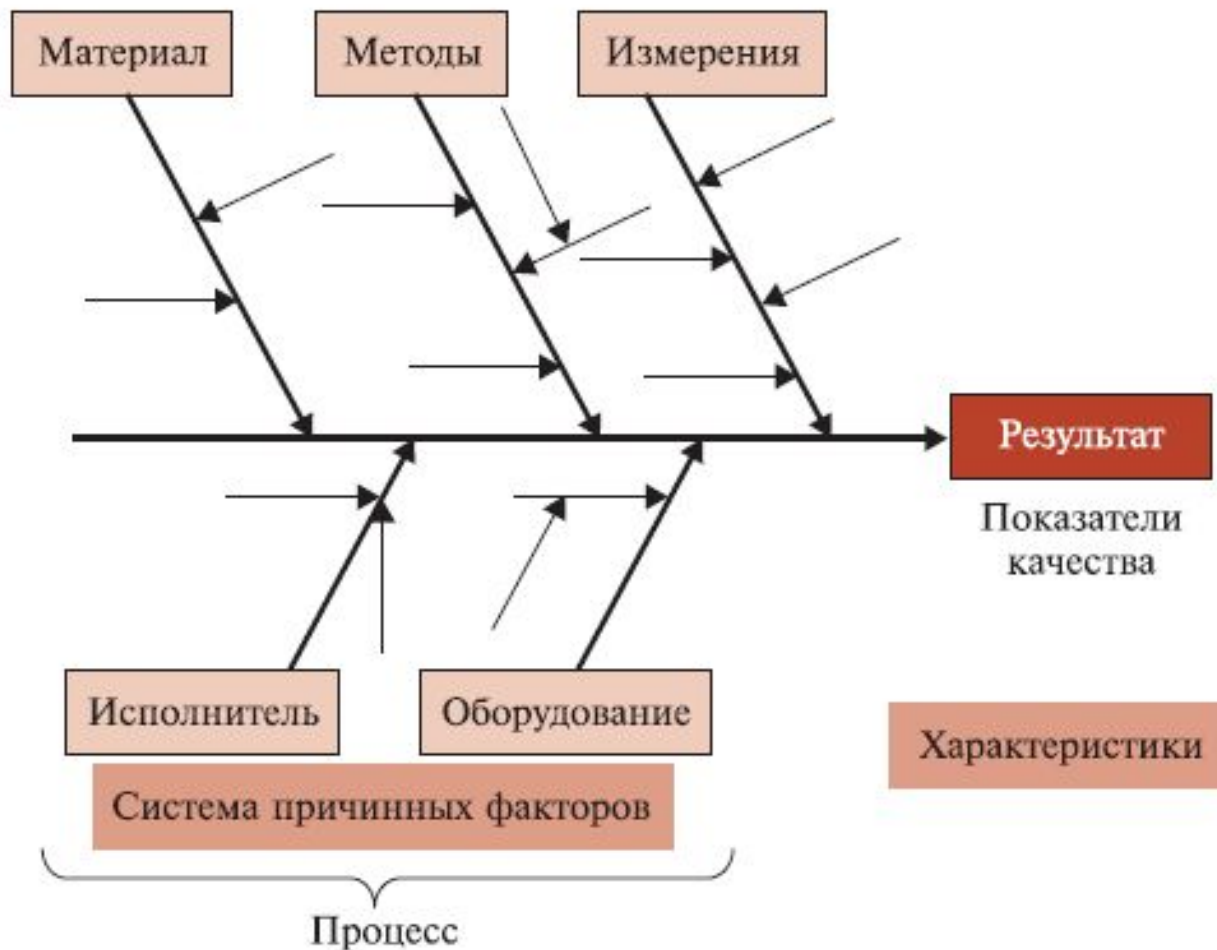 Материал
Методы
Измерения
Результат
Показатели
качества
Исполнитель
Оборудование
Характеристики
Система причинных факторов
Процесс